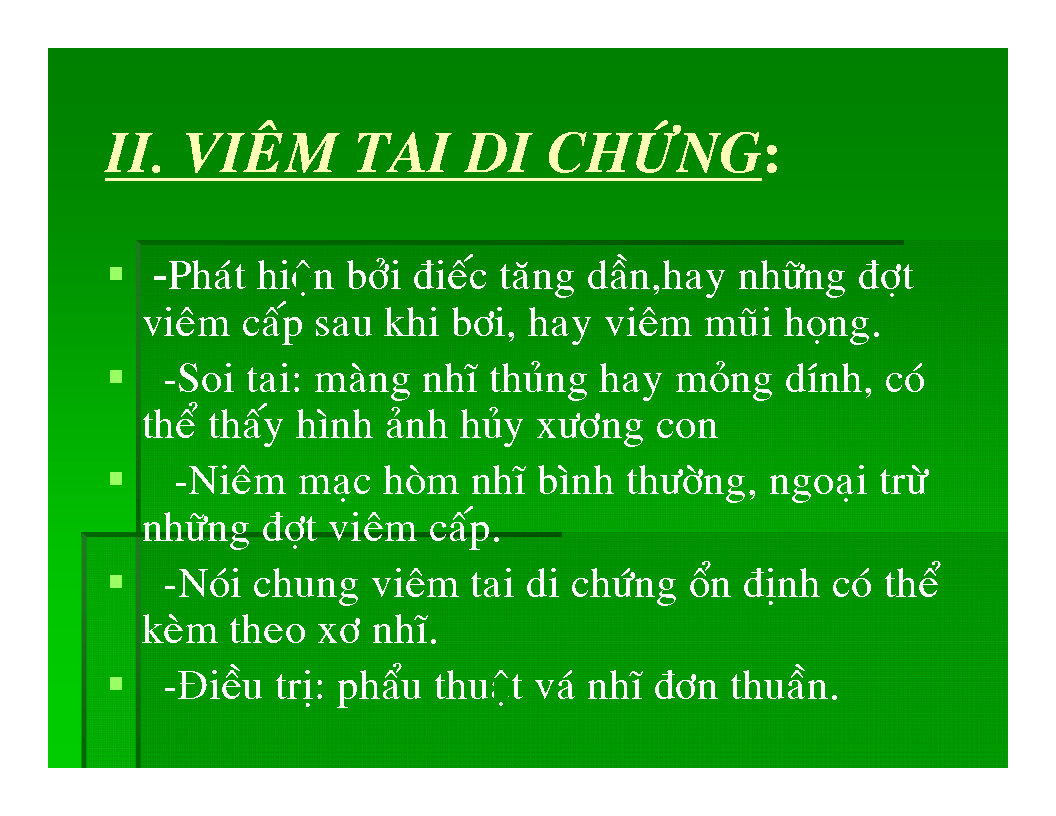 II. VIÊM TAI DI CHỨNG:
▪ -Phát hiện bởi điếc tăng dần,hay những đợt
viêm cấp sau khi bơi, hay viêm mũi họng.
▪ -Soi tai: màng nhĩ thủng hay mỏng dính, có
thể thấy hình ảnh hủy xương con
▪ -Niêm mạc hòm nhĩ bình thường, ngoại trừ
những đợt viêm cấp.
▪ -Nói chung viêm tai di chứng ổn định có thể
kèm theo xơ nhĩ.
▪ -Điều trị: phẩu thuật vá nhĩ đơn thuần.